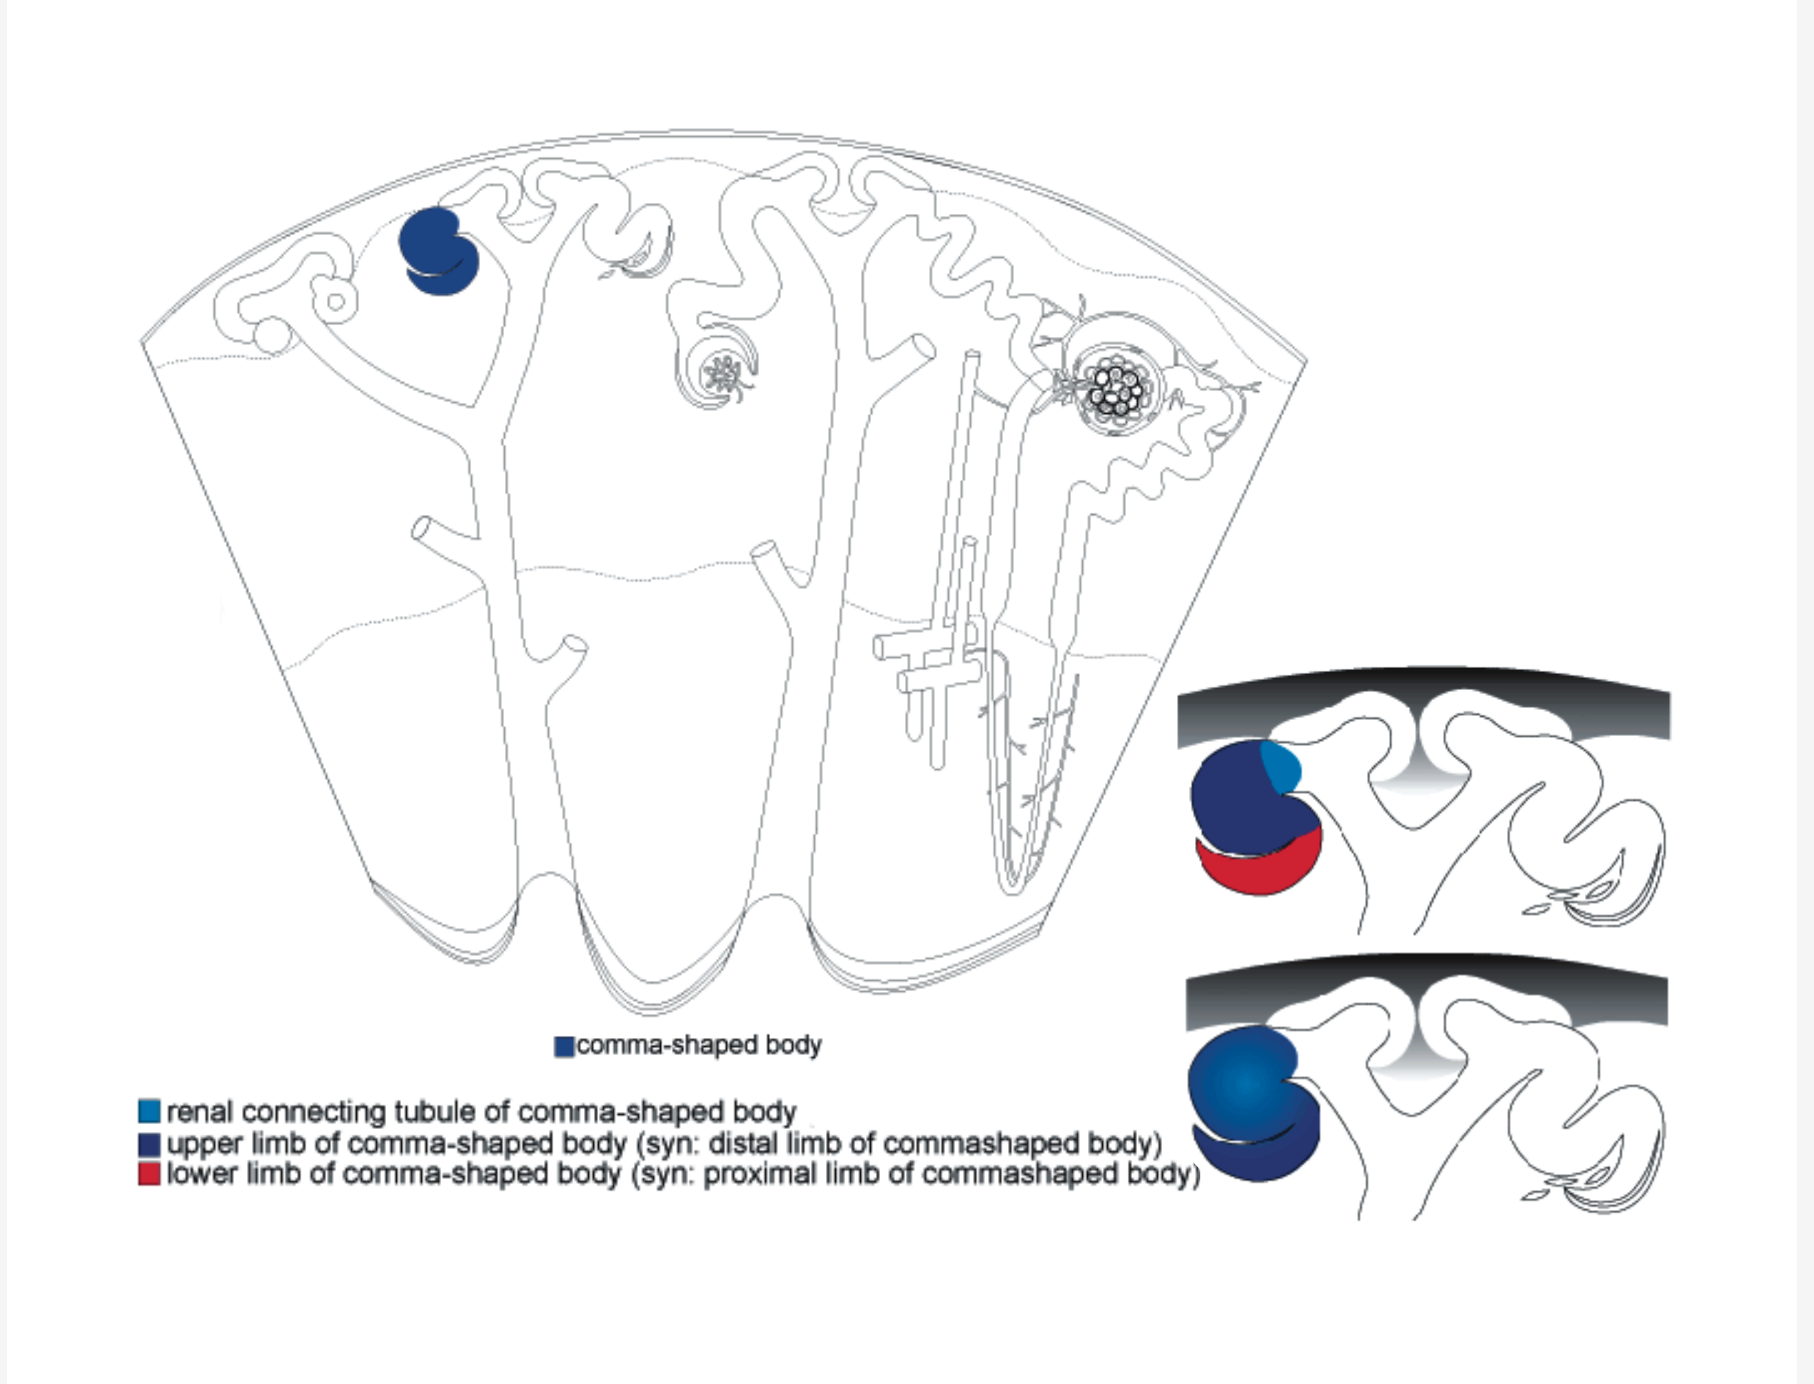 comma-shaped body
renal connecting tubule of comma-shaped body
upper limb of comma-shaped body (syn: distal limb of commashaped body)
lower limb of comma-shaped body (syn: proximal limb of commashaped body)